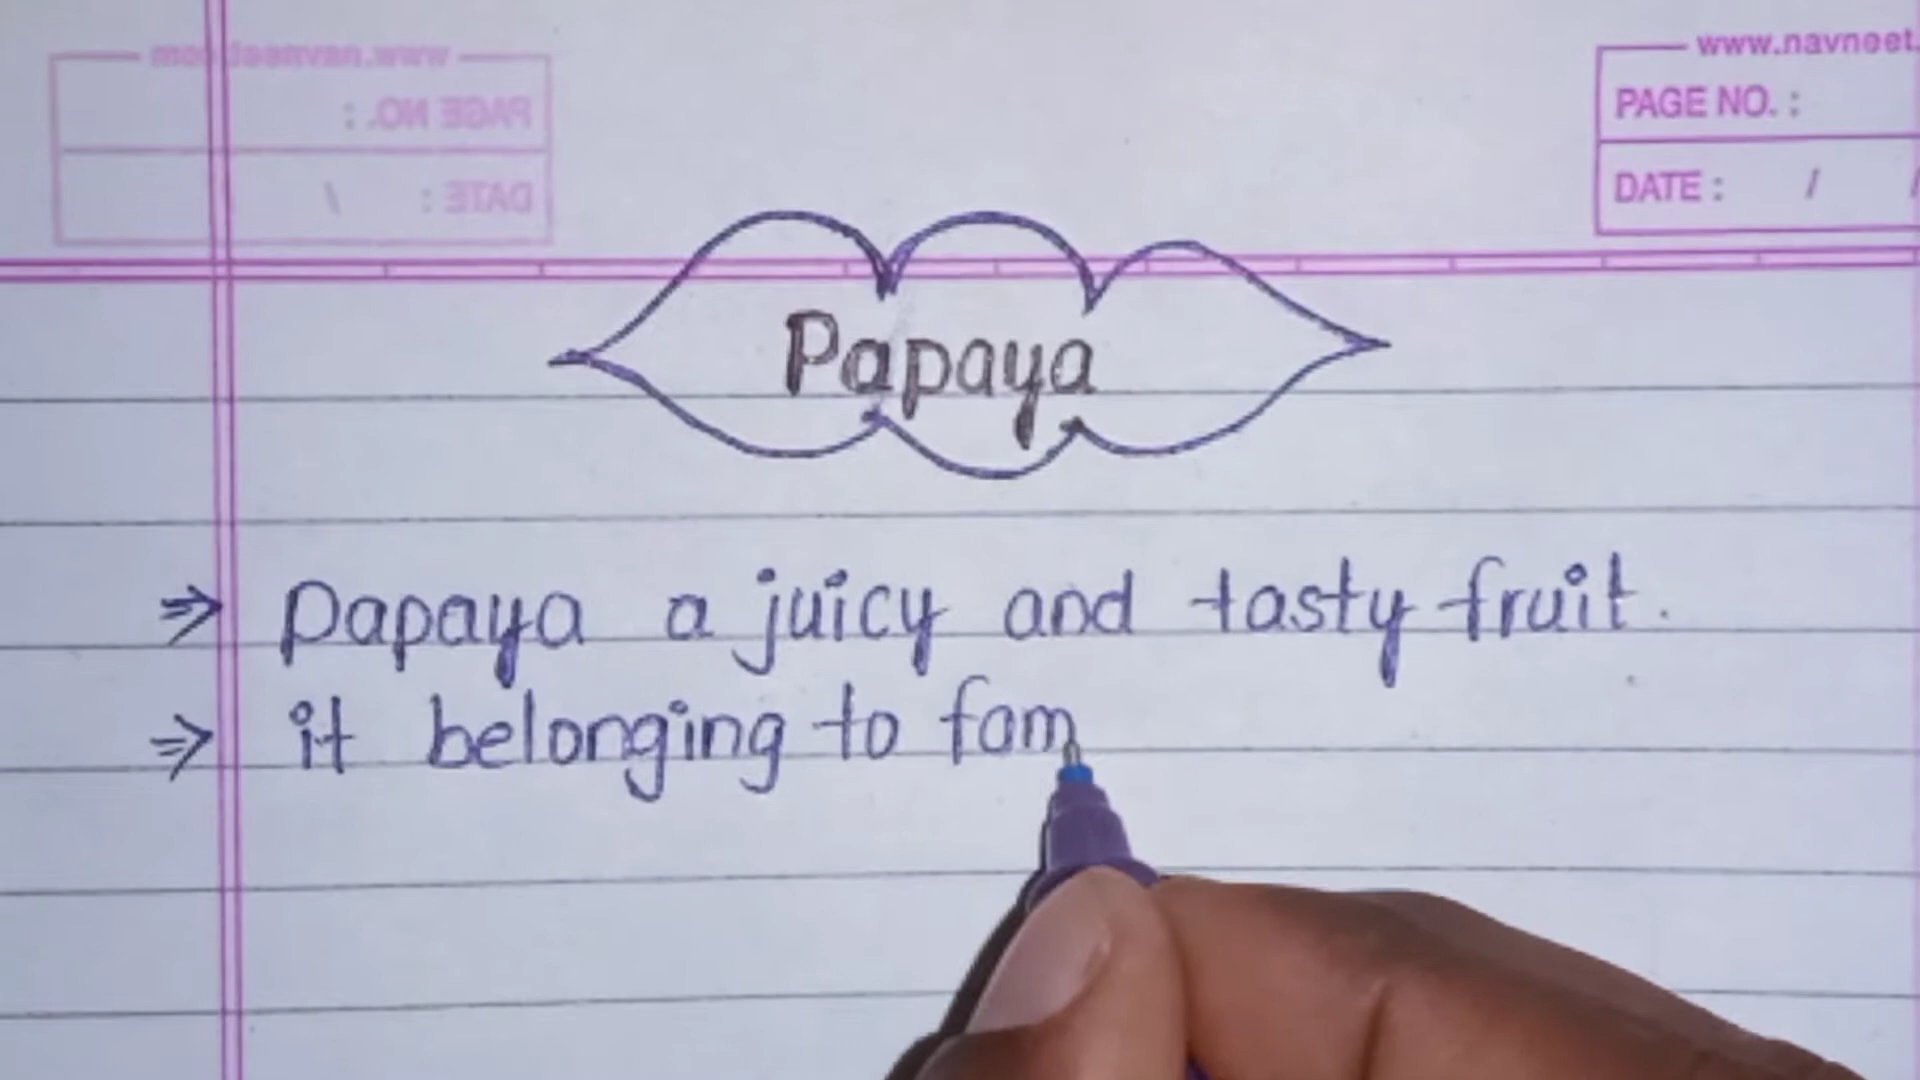 www.navneet.com
www.navneet.
PAGE NO. :
PAGE NO. :
DATE : /
DATE : / /
Papaya
⇒ Papaya a juicy and tasty fruit.
⇒ it belonging to fam